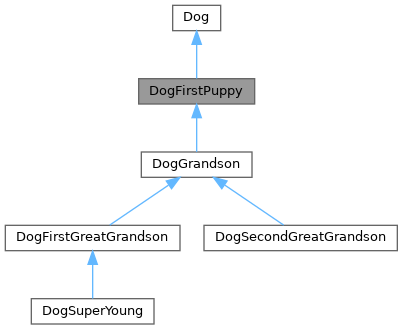 Dog
DogFirstPuppy
DogGrandson
DogFirstGreatGrandson
DogSecondGreatGrandson
DogSuperYoung